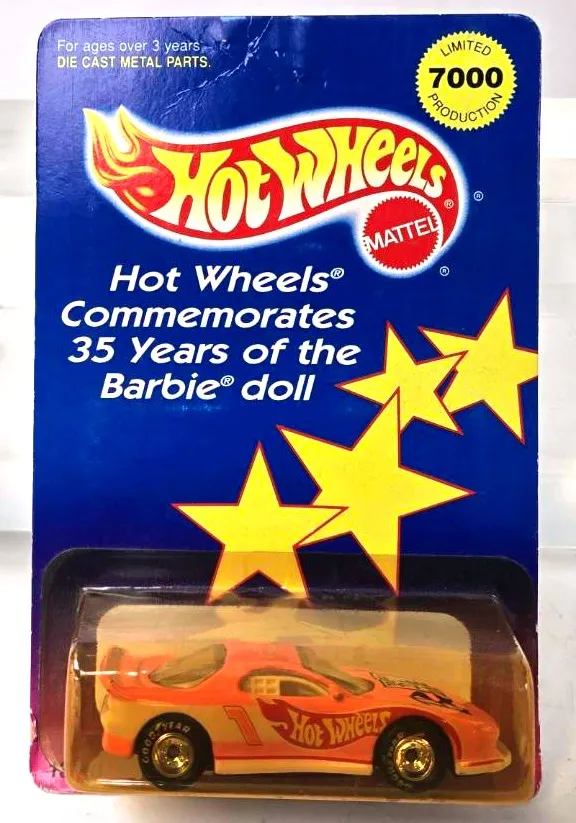 For ages over 3 years
DIE CAST METAL PARTS.
LIMITED
7000
PRODUCTION
HOT WHEELS®
®
MATTEL
®
Hot Wheels®
Commemorates
35 Years of the
Barbie® doll
1
HOT WHEELS
GOODYEAR